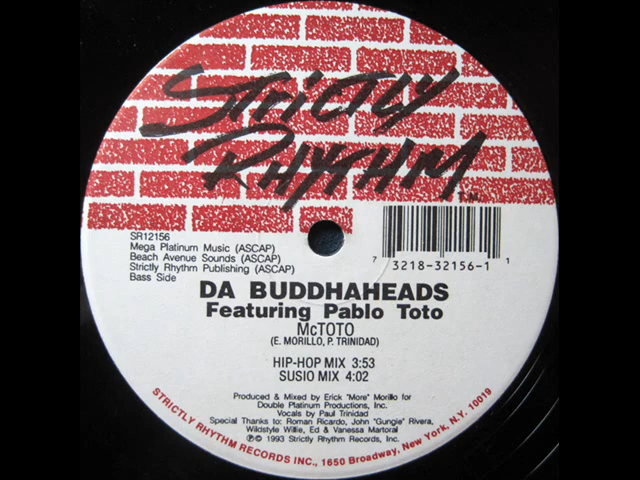 STRICTLY
RHYTHM
T.M.
SR12156
Mega Platinum Music (ASCAP)
Beach Avenue Sounds (ASCAP)
Strictly Rhythm Publishing (ASCAP)
Bass Side
7 3218-32156-1 1
DA BUDDHAHEADS
Featuring Pablo Toto
McTOTO
(E. MORILLO, P. TRINIDAD)
HIP-HOP MIX 3:53
SUSIO MIX 4:02
Produced & Mixed by Erick "More" Morillo for
Double Platinum Productions, Inc.
Vocals by Paul Trinidad
Special Thanks to: Roman Ricardo, John "Gungie" Rivera,
Wildstyle Willie, Ed & Vanessa Martoral
℗© 1993 Strictly Rhythm Records, Inc.
STRICTLY RHYTHM RECORDS INC., 1650 Broadway, New York, N.Y. 10019